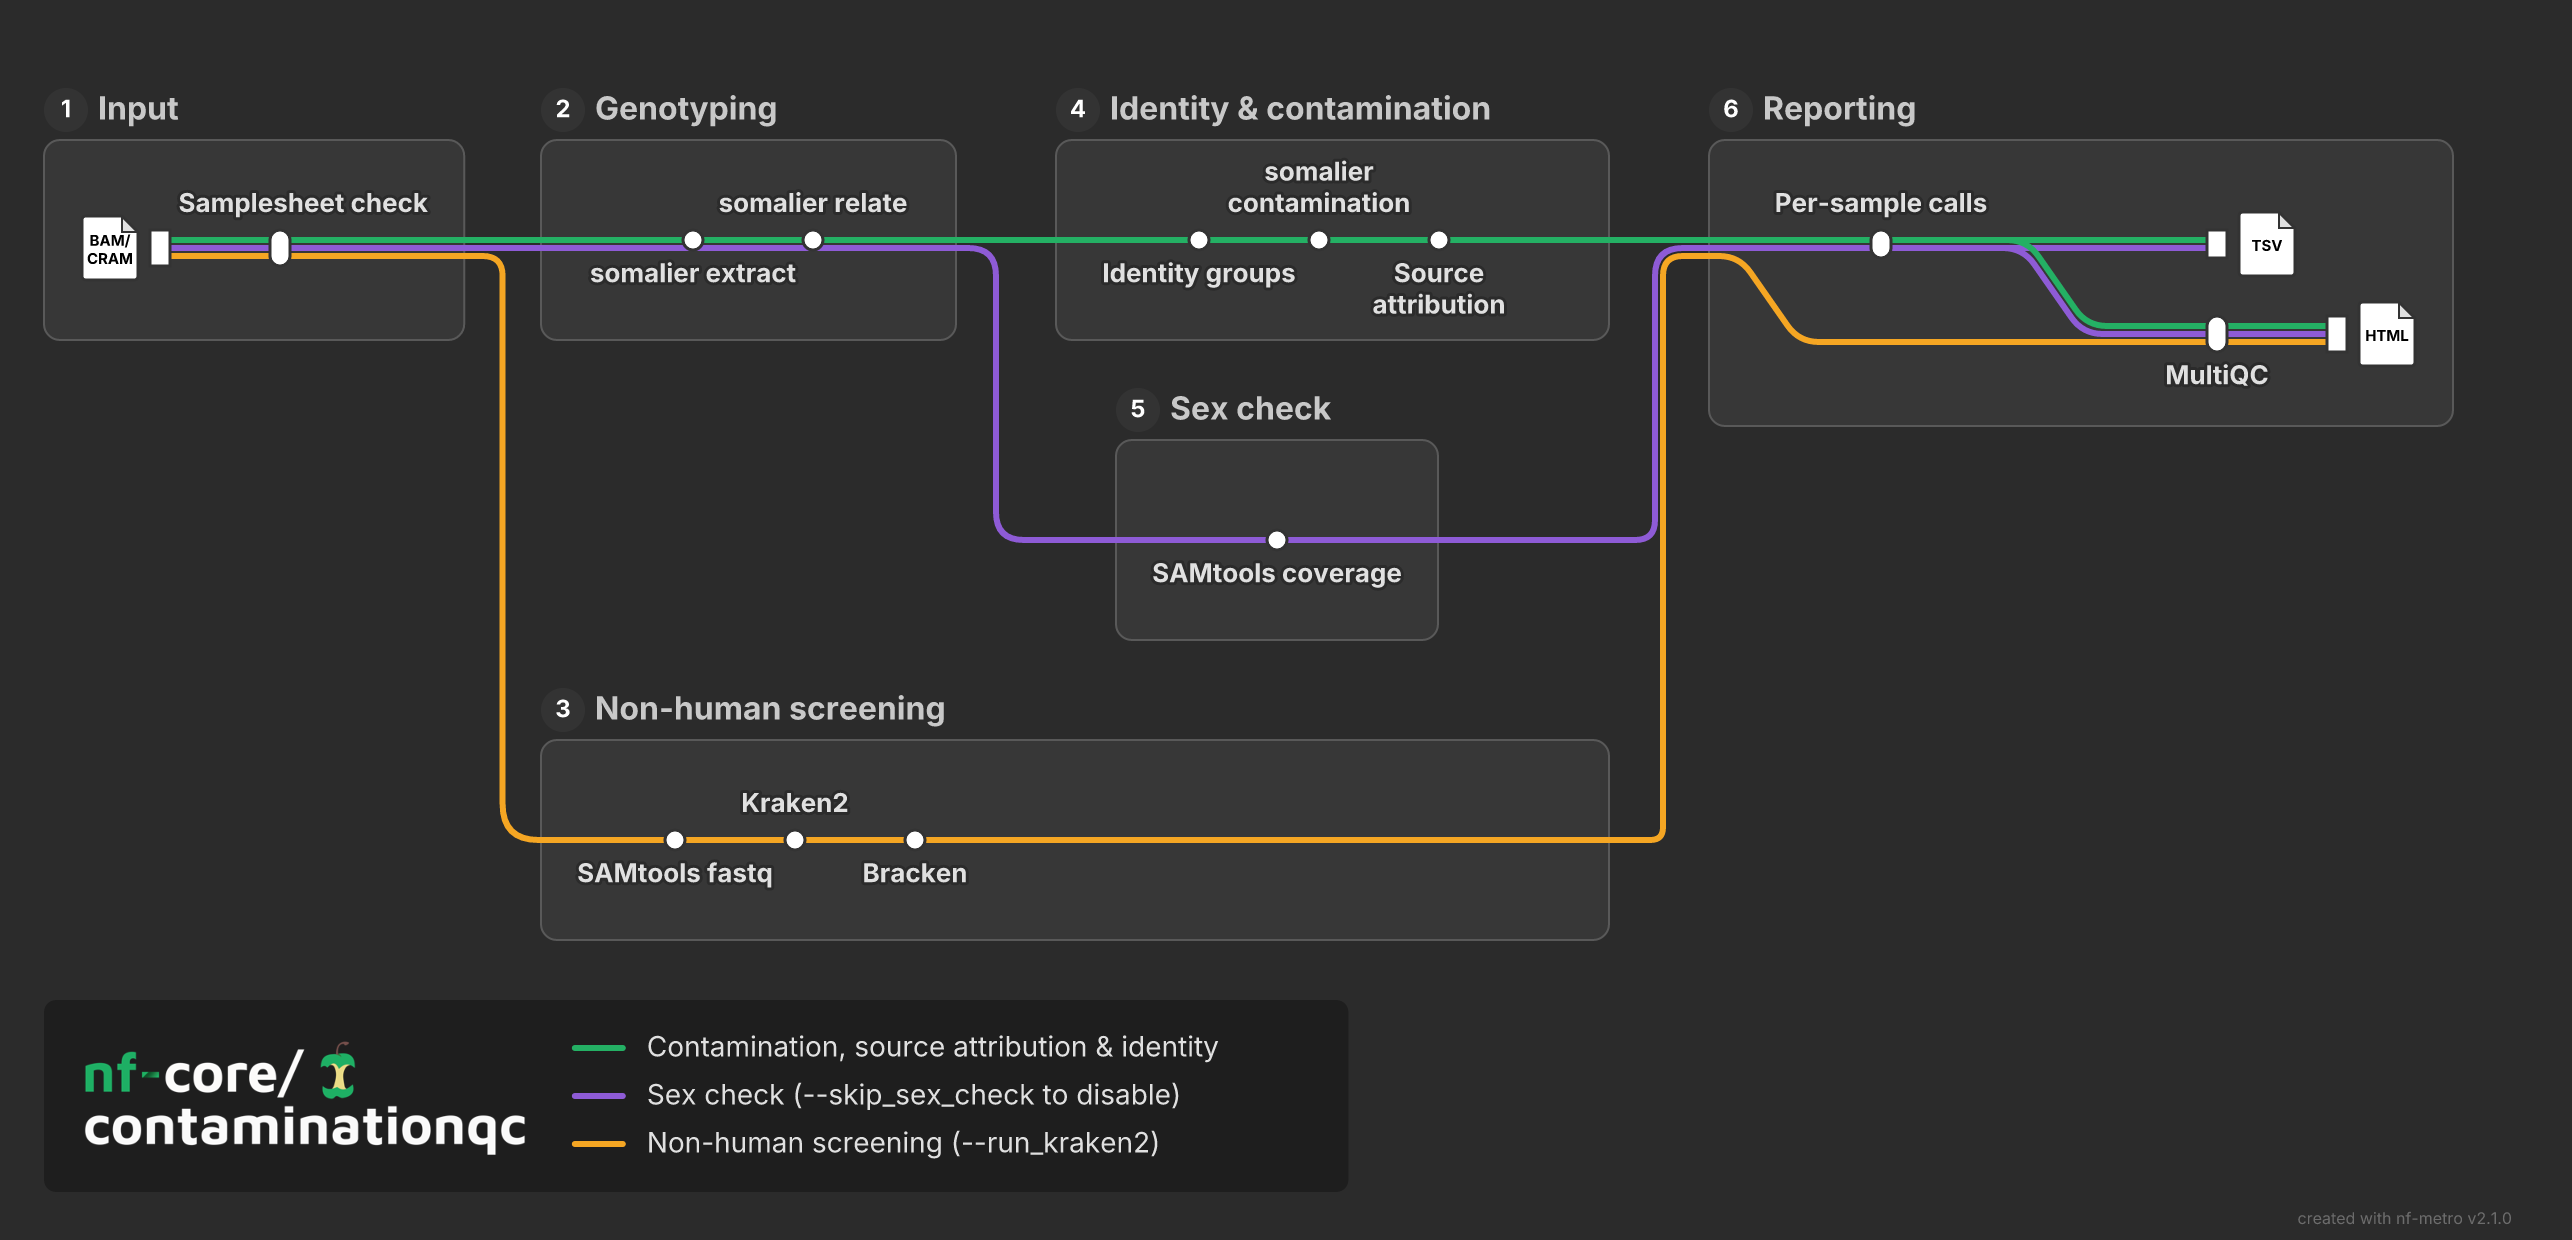 1 Input
BAM/
CRAM
Samplesheet check
2 Genotyping
somalier relate
somalier extract
4 Identity & contamination
somalier
contamination
Identity groups
Source
attribution
6 Reporting
Per-sample calls
TSV
HTML
MultiQC
5 Sex check
SAMtools coverage
3 Non-human screening
Kraken2
SAMtools fastq
Bracken
nf-core/
contaminationqc
Contamination, source attribution & identity
Sex check (--skip_sex_check to disable)
Non-human screening (--run_kraken2)
created with nf-metro v2.1.0